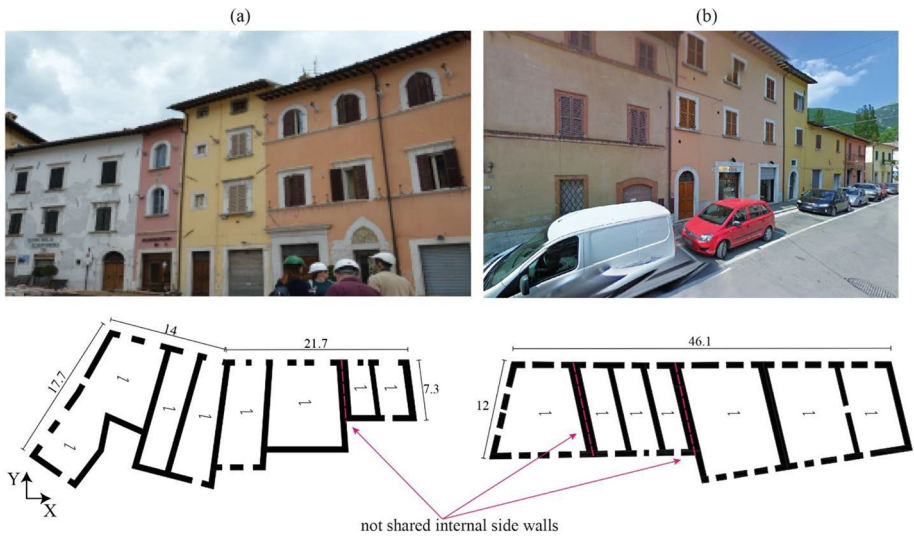 (a)
(b)
14
21.7
17.7
7.3
46.1
12
Y
X
not shared internal side walls